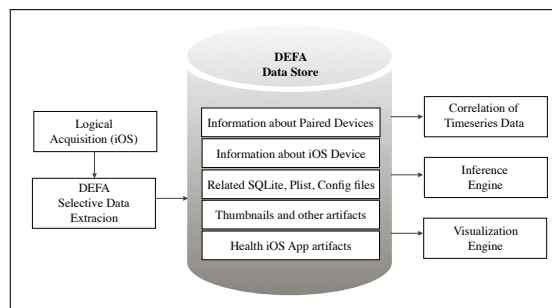 DEFA
Data Store
Logical
Acquisition (iOS)
DEFA
Selective Data
Extracion
Information about Paired Devices
Information about iOS Device
Related SQLite, Plist, Config files
Thumbnails and other artifacts
Health iOS App artifacts
Correlation of
Timeseries Data
Inference
Engine
Visualization
Engine